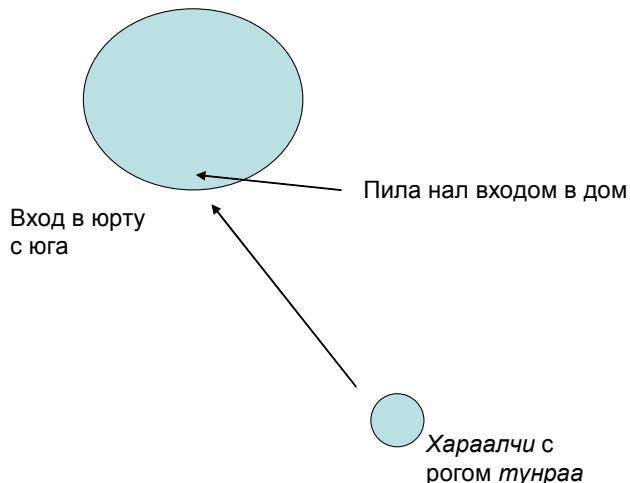 Пила нал входом в дом
Вход в юрту
с юга
Хараалчи с
рогом тунраа